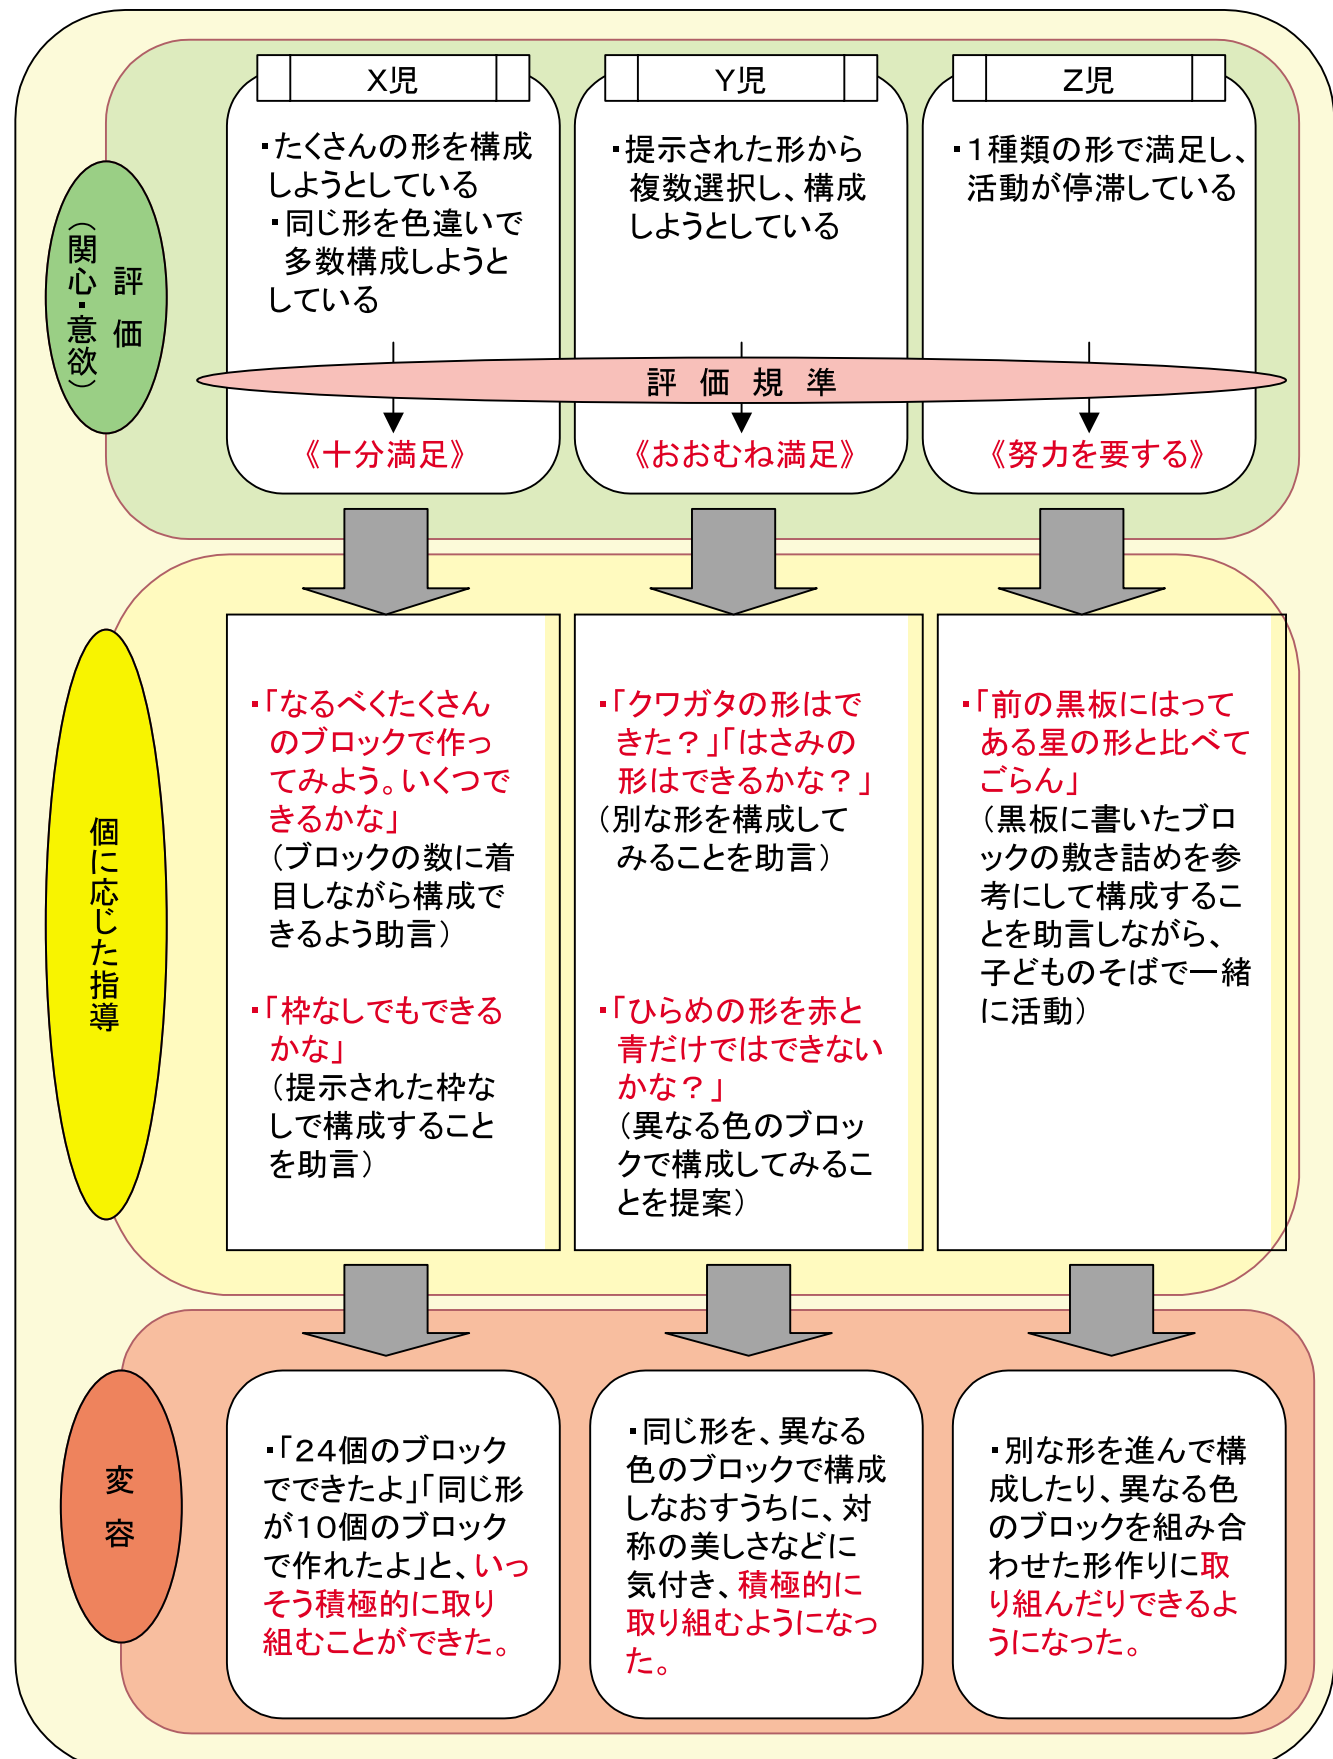 X児
Y児
Z児
評価
（関心・意欲）
・たくさんの形を構成
しようとしている
・同じ形を色違いで
多数構成しようと
している
・提示された形から
複数選択し、構成
しようとしている
・1種類の形で満足し、
活動が停滞している
評価規準
《十分満足》
《おおむね満足》
《努力を要する》
個に応じた指導
・「なるべくたくさん
のブロックで作っ
てみよう。いくつで
きるかな」
（ブロックの数に着
目しながら構成で
きるよう助言）
・「枠なしでもできる
かな」
（提示された枠な
しで構成すること
を助言）
・「クワガタの形はで
きた？」「はさみの
形はできるかな？」
（別な形を構成して
みることを助言）
・「ひらめの形を赤と
青だけではできない
かな？」
（異なる色のブロッ
クで構成してみるこ
とを提案）
・「前の黒板にはって
ある星の形と比べて
ごらん」
（黒板に書いたブロ
ックの敷き詰めを参
考にして構成するこ
とを助言しながら、
子どものそばで一緒
に活動）
変容
・「24個のブロック
でできたよ」「同じ形
が10個のブロック
で作れたよ」と、いっ
そう積極的に取り
組むことができた。
・同じ形を、異なる
色のブロックで構成
しなおすうちに、対
称の美しさなどに
気付き、積極的に
取り組むようになっ
た。
・別な形を進んで構
成したり、異なる色
のブロックを組み合
わせた形作りに取
り組んだりできるよ
うになった。